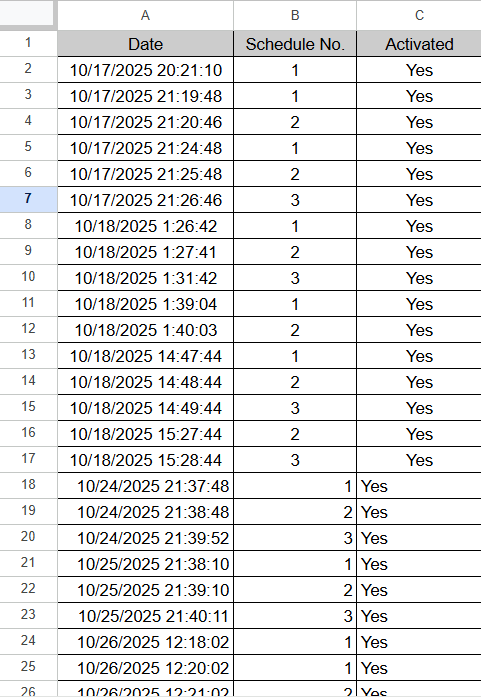 A B C
1 Date Schedule No. Activated
2 10/17/2025 20:21:10 1 Yes
3 10/17/2025 21:19:48 1 Yes
4 10/17/2025 21:20:46 2 Yes
5 10/17/2025 21:24:48 1 Yes
6 10/17/2025 21:25:48 2 Yes
7 10/17/2025 21:26:46 3 Yes
8 10/18/2025 1:26:42 1 Yes
9 10/18/2025 1:27:41 2 Yes
10 10/18/2025 1:31:42 3 Yes
11 10/18/2025 1:39:04 1 Yes
12 10/18/2025 1:40:03 2 Yes
13 10/18/2025 14:47:44 1 Yes
14 10/18/2025 14:48:44 2 Yes
15 10/18/2025 14:49:44 3 Yes
16 10/18/2025 15:27:44 2 Yes
17 10/18/2025 15:28:44 3 Yes
18 10/24/2025 21:37:48 1 Yes
19 10/24/2025 21:38:48 2 Yes
20 10/24/2025 21:39:52 3 Yes
21 10/25/2025 21:38:10 1 Yes
22 10/25/2025 21:39:10 2 Yes
23 10/25/2025 21:40:11 3 Yes
24 10/26/2025 12:18:02 1 Yes
25 10/26/2025 12:20:02 1 Yes
26 10/26/2025 12:21:02 2 Yes